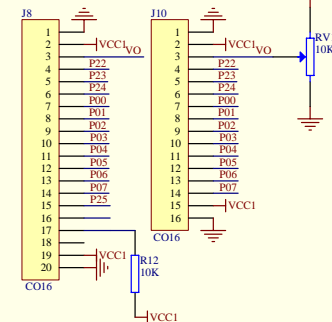 J8 J10
1 1
2 VCC1 2 VCC1
3 VO 3 VO
4 P22 4 P22
5 P23 5 P23
6 P24 6 P24
7 P00 7 P00
8 P01 8 P01
9 P02 9 P02
10 P03 10 P03
11 P04 11 P04
12 P05 12 P05
13 P06 13 P06
14 P07 14 P07
15 P25 15 VCC1
16 16
17 CO16
18
19 VCC1
20
CO16
R12
10K
VCC1
RV
10K